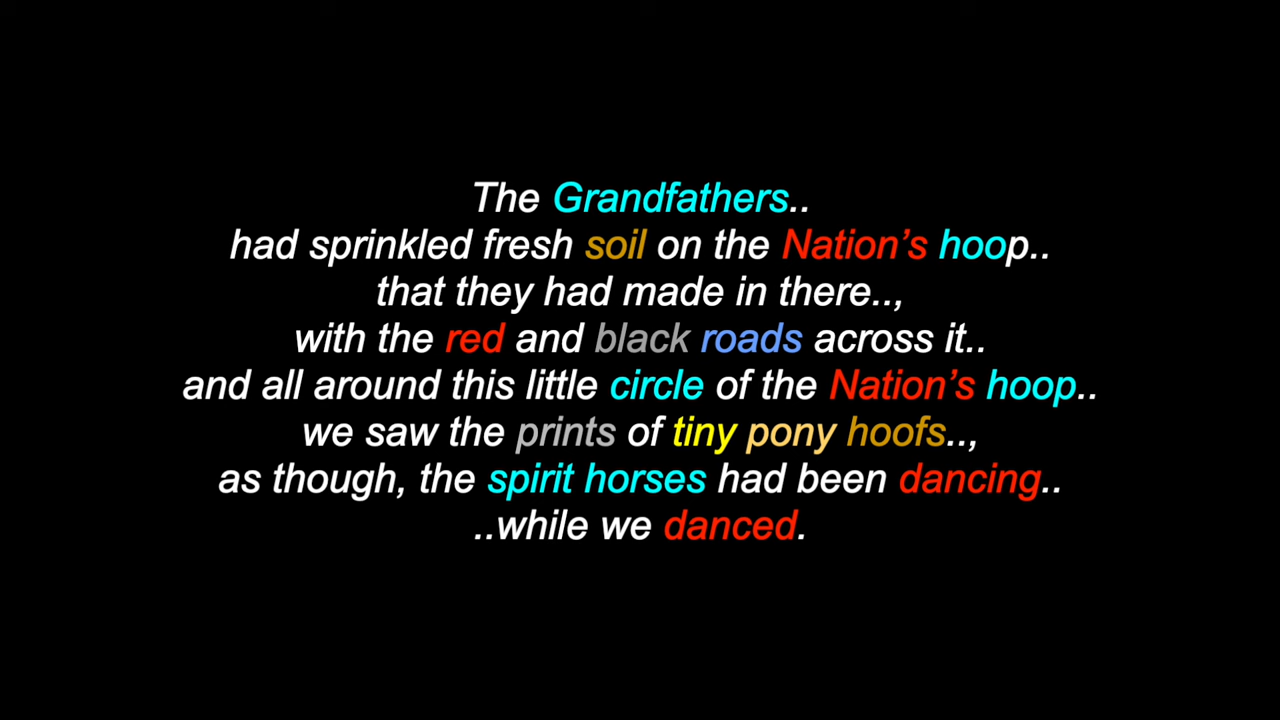 The Grandfathers..
had sprinkled fresh soil on the Nation’s hoop..
that they had made in there..,
with the red and black roads across it..
and all around this little circle of the Nation’s hoop..
we saw the prints of tiny pony hoofs..,
as though, the spirit horses had been dancing..
..while we danced.